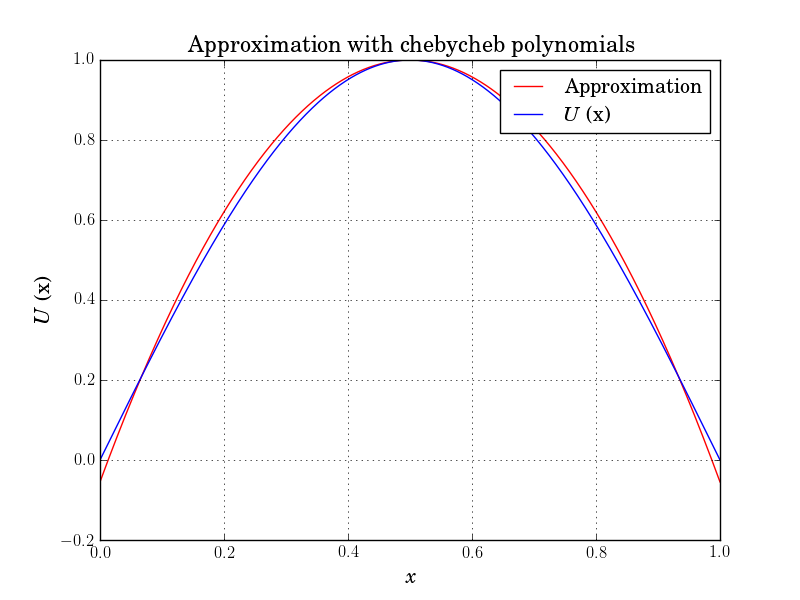 Approximation with chebycheb polynomials
1.0
Approximation
U (x)
0.8
0.6
U (x)
0.4
0.2
0.0
−0.2
0.0 0.2 0.4 0.6 0.8 1.0
x